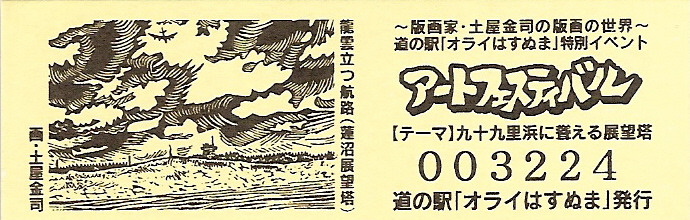 龍雲立つ航路(蓮沼展望塔)
画・土屋金司
~版画家・土屋金司の版画の世界~
道の駅「オライはすぬま」特別イベント
アートフェスティバル
【テーマ】九十九里浜に聳える展望塔
003224
道の駅「オライはすぬま」発行